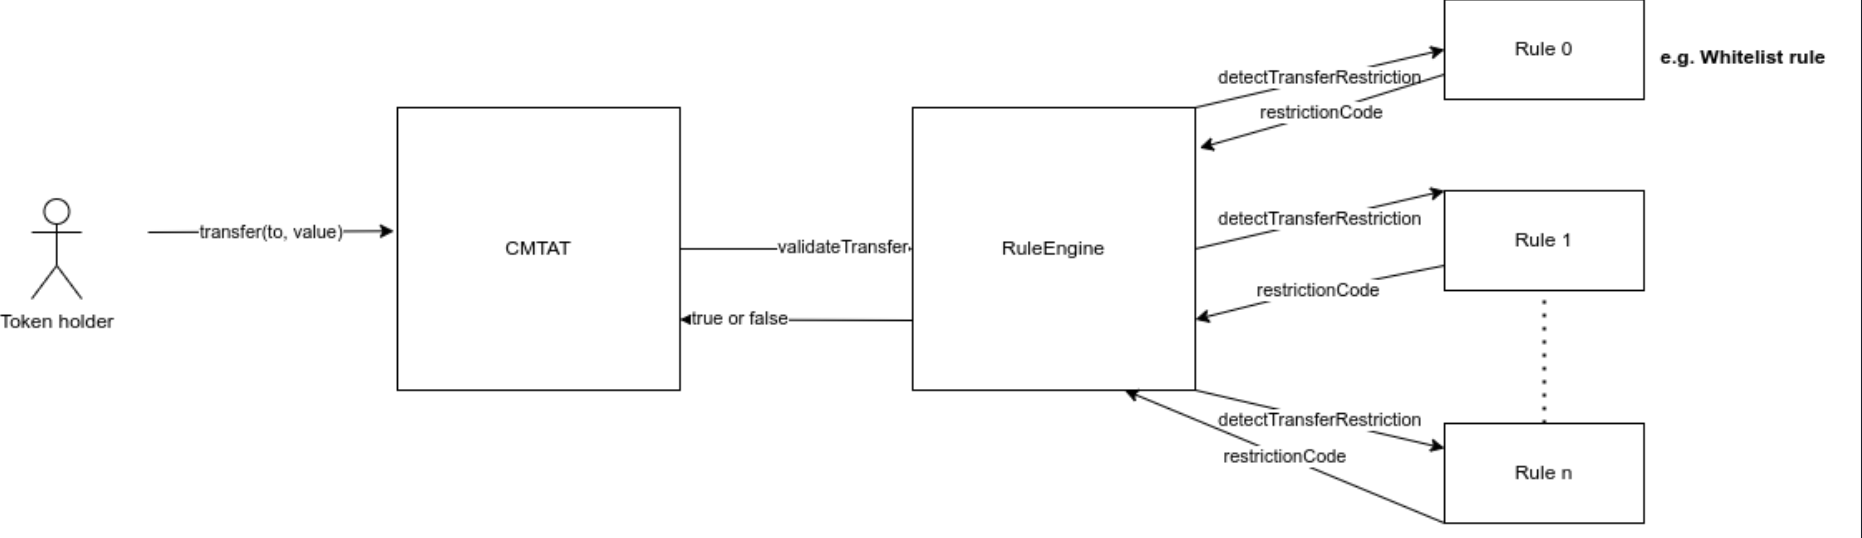 Rule 0
e.g. Whitelist rule
detectTransferRestriction
restrictionCode
transfer(to, value)
CMTAT
validateTransfer
RuleEngine
detectTransferRestriction
Rule 1
restrictionCode
Token holder
true or false
detectTransferRestriction
restrictionCode
Rule n